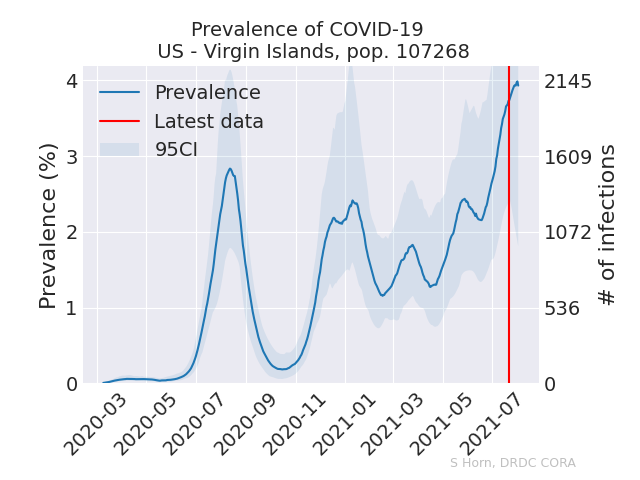 Prevalence of COVID-19
US - Virgin Islands, pop. 107268
Prevalence
Latest data
95CI
Prevalence (%)
4
3
2
1
0
2145
1609
1072
536
0
# of infections
2020-03
2020-05
2020-07
2020-09
2020-11
2021-01
2021-03
2021-05
2021-07
S Horn, DRDC CORA